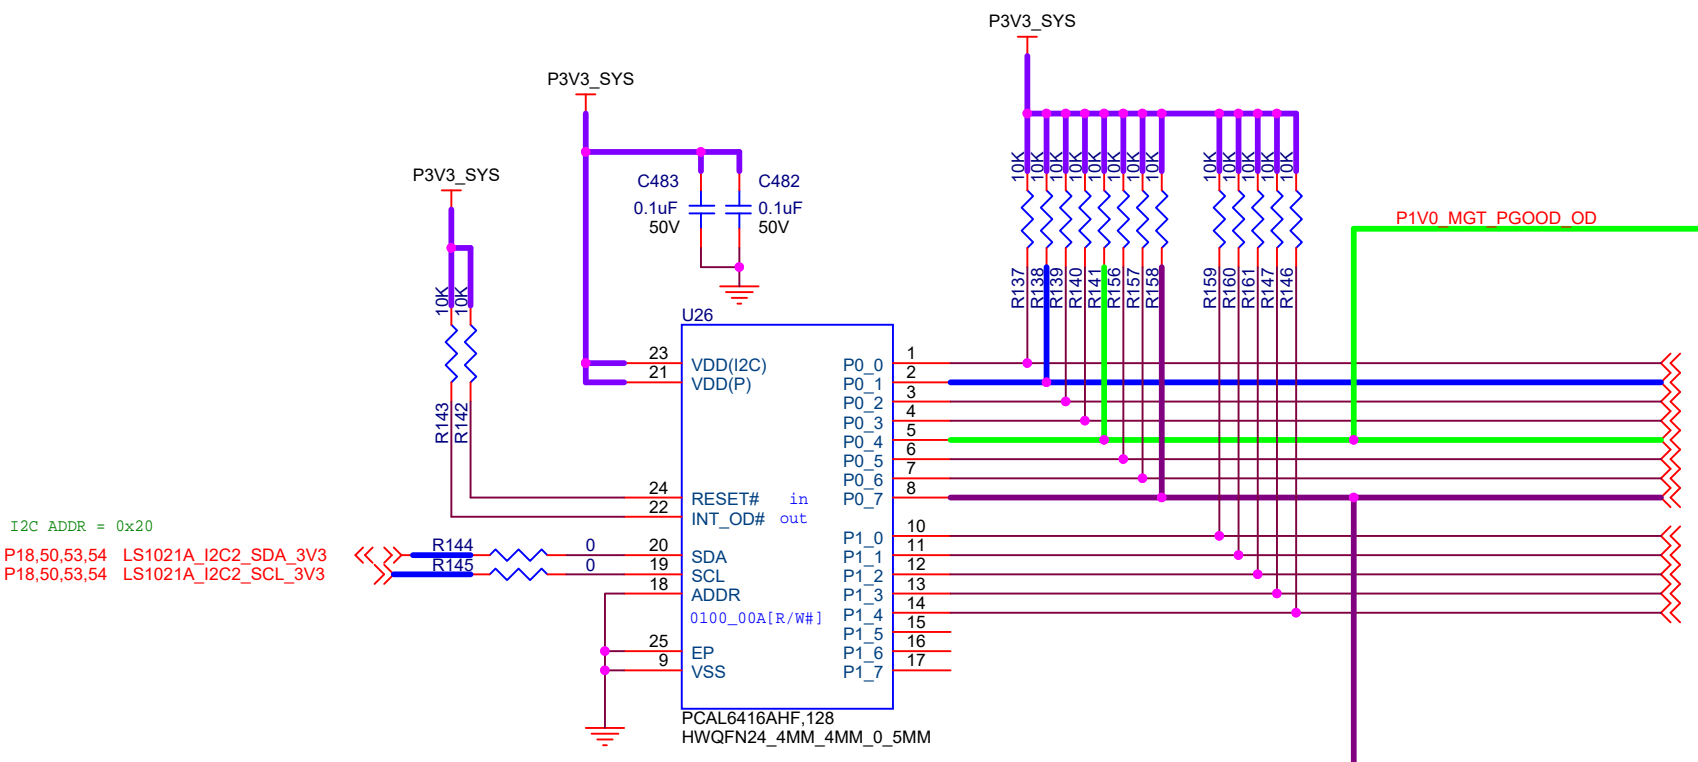 P3V3_SYS
P3V3_SYS
P3V3_SYS
C483
0.1uF
50V
C482
0.1uF
50V
10K
10K
10K
10K
10K
10K
10K
10K
10K
10K
10K
10K
10K
R137
R138
R139
R140
R141
R156
R157
R158
R159
R160
R161
R147
R146
P1V0_MGT_PGOOD_OD
10K
10K
R143
R142
U26
23 VDD(I2C)
21 VDD(P)
24 RESET# in
22 INT_OD# out
20 SDA
19 SCL
18 ADDR
0100_00A[R/W#]
25 EP
9 VSS
P0_0 1
P0_1 2
P0_2 3
P0_3 4
P0_4 5
P0_5 6
P0_6 7
P0_7 8
P1_0 10
P1_1 11
P1_2 12
P1_3 13
P1_4 14
P1_5 15
P1_6 16
P1_7 17
I2C ADDR = 0x20
P18,50,53,54 LS1021A_I2C2_SDA_3V3
R144 0
P18,50,53,54 LS1021A_I2C2_SCL_3V3
R145 0
PCAL6416AHF,128
HWQFN24_4MM_4MM_0_5MM